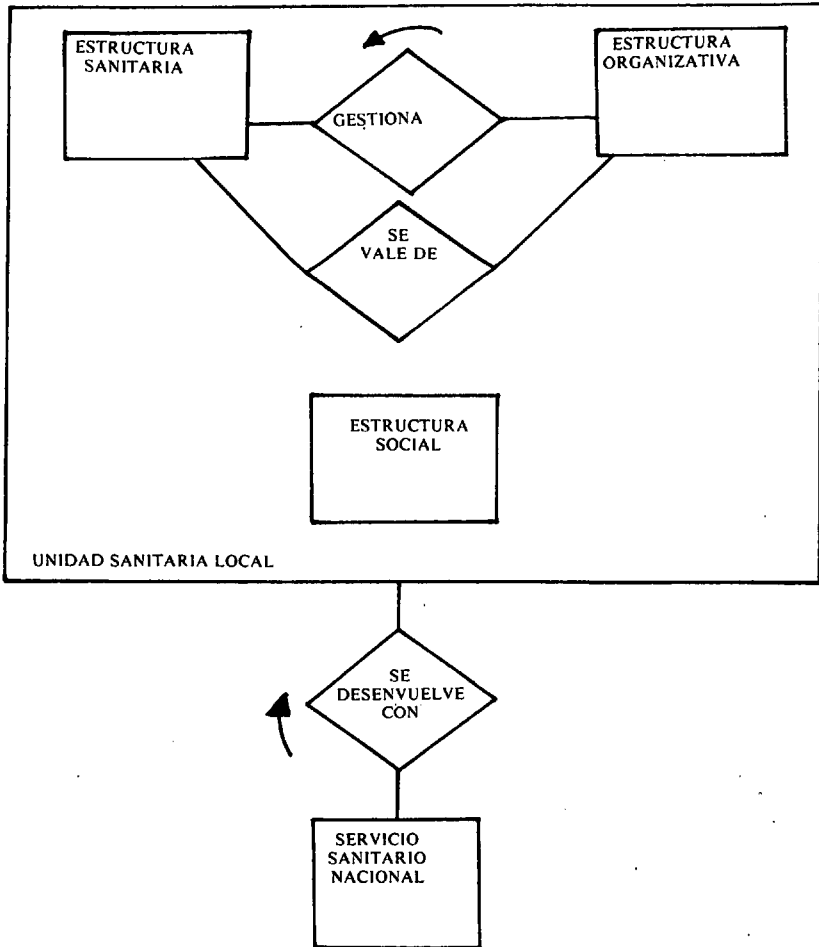 ESTRUCTURA
SANITARIA
ESTRUCTURA
ORGANIZATIVA
GESTIONA
SE
VALE DE
ESTRUCTURA
SOCIAL
UNIDAD SANITARIA LOCAL
SE
DESENVUELVE
CON
SERVICIO
SANITARIO
NACIONAL